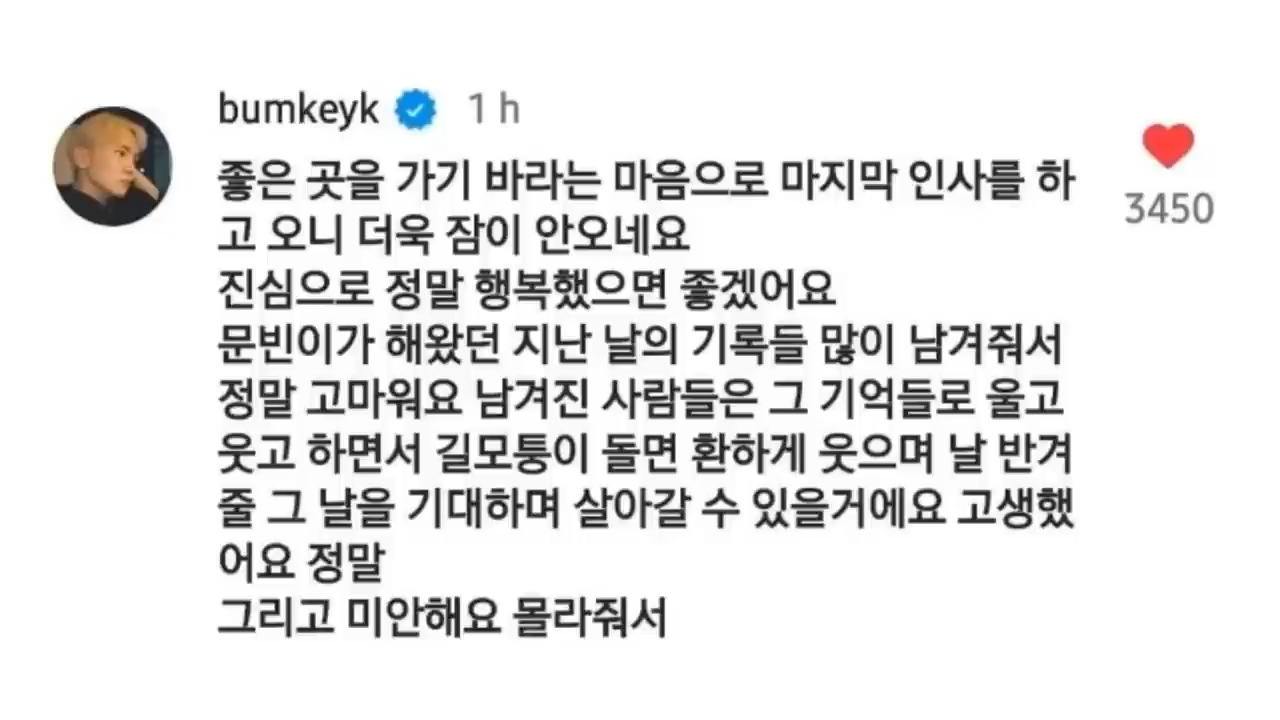 bumkeyk 1 h
좋은 곳을 가기 바라는 마음으로 마지막 인사를 하
고 오니 더욱 잠이 안오네요
진심으로 정말 행복했으면 좋겠어요
문빈이가 해왔던 지난 날의 기록들 많이 남겨줘서
정말 고마워요 남겨진 사람들은 그 기억들로 울고
웃고 하면서 길모퉁이 돌면 환하게 웃으며 날 반겨
줄 그 날을 기대하며 살아갈 수 있을거에요 고생했
어요 정말
그리고 미안해요 몰라줘서
3450